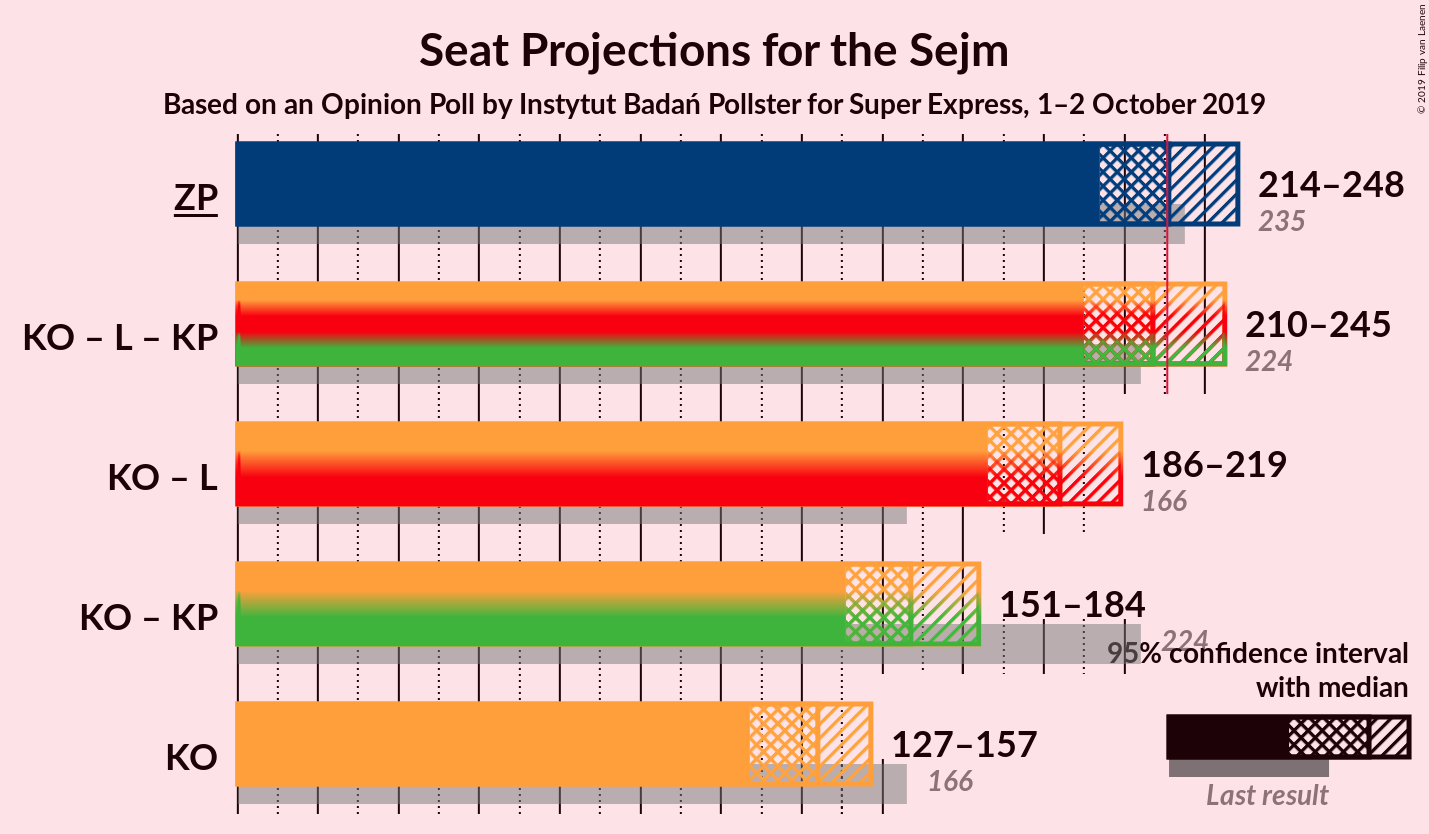 Seat Projections for the Sejm
Based on an Opinion Poll by Instytut Badań Pollster for Super Express, 1–2 October 2019
© 2019 Filip van Laenen
ZP
214–248
235
KO – L – KP
210–245
224
KO – L
186–219
166
KO – KP
151–184
224
KO
127–157
166
95% confidence interval
with median
Last result